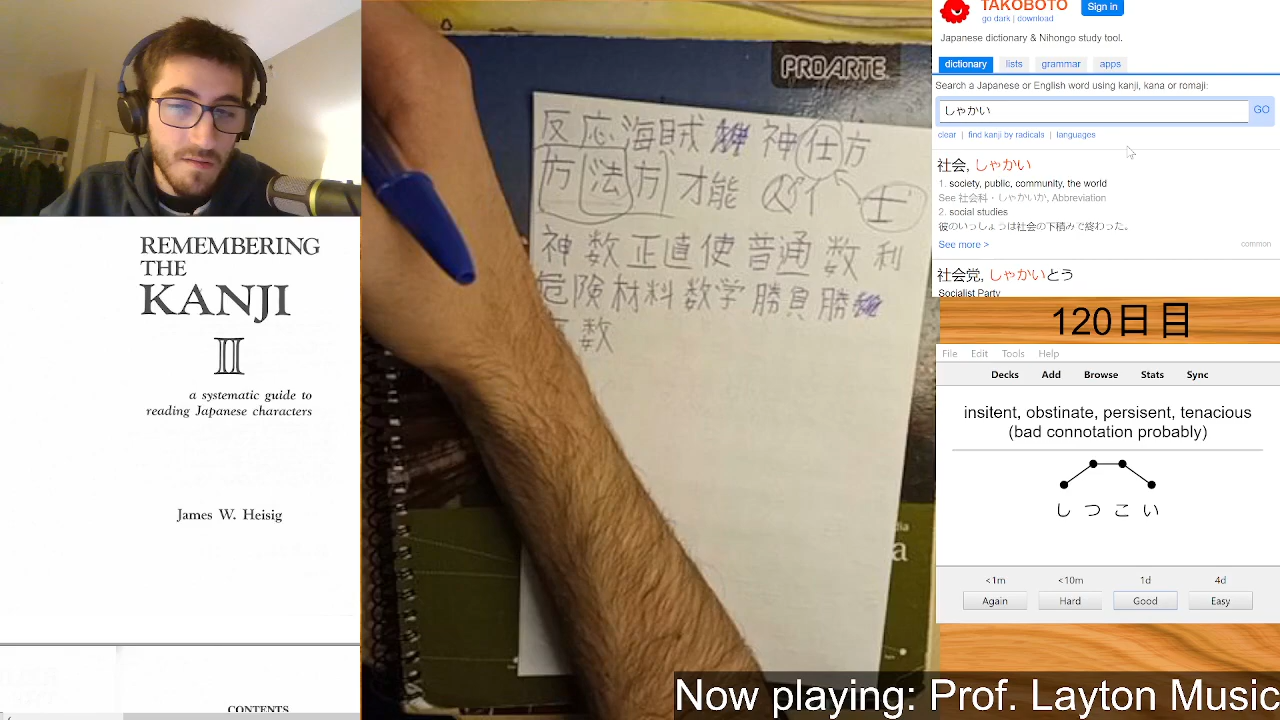 REMEMBERING
THE
KANJI
II
a systematic guide to
reading Japanese characters
James W. Heisig
CONTENTS
PRO/ARTE
反応 海賊 神 仕方
方法方 才能 イ 士
神 数 正直 使 普通 数 利
危険 材料 数学 勝負 勝
数
a
TAKOBOTO
go dark | download
Sign in
Japanese dictionary & Nihongo study tool.
dictionary lists grammar apps
Search a Japanese or English word using kanji, kana or romaji:
しゃかい GO
clear | find kanji by radicals | languages
社会, しゃかい
1. society, public, community, the world
See 社会科・しゃかいか, Abbreviation
2. social studies
彼のいっしょうは社会の下積みで終わった。
See more > common
社会党, しゃかいとう
Socialist Party
120日目
File Edit Tools Help
Decks Add Browse Stats Sync
insitent, obstinate, persisent, tenacious
(bad connotation probably)
しつこい
<1m <10m 1d 4d
Again Hard Good Easy
Now playing: Prof. Layton Music